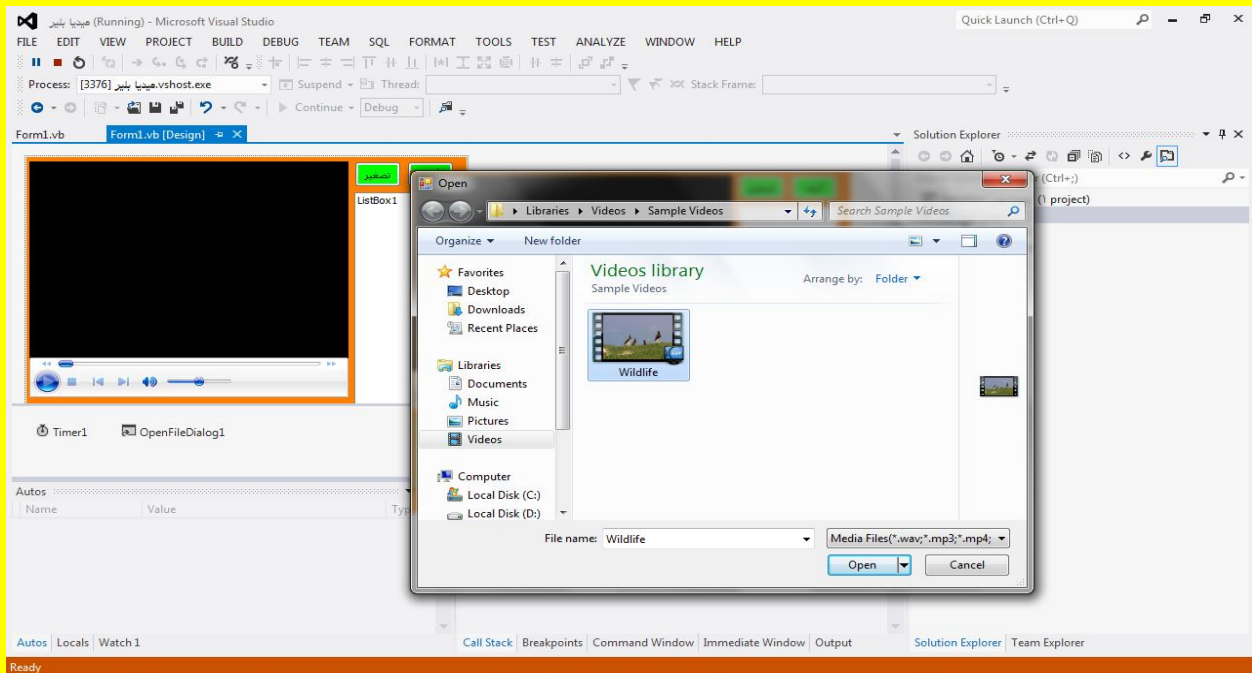 ميديا بلير (Running) - Microsoft Visual Studio
Quick Launch (Ctrl+Q)
FILE EDIT VIEW PROJECT BUILD DEBUG TEAM SQL FORMAT TOOLS TEST ANALYZE WINDOW HELP
Process: [3376] ميديا بلير.vshost.exe Suspend Thread: Stack Frame:
Continue Debug
Form1.vb Form1.vb [Design]
Solution Explorer
تصغير
ListBox1
(Ctrl+;)
(1 project)
Open
Libraries Videos Sample Videos
Search Sample Videos
Organize New folder
Favorites
Desktop
Downloads
Recent Places
Libraries
Documents
Music
Pictures
Videos
Computer
Local Disk (C:)
Local Disk (D:)
Videos library
Sample Videos
Arrange by: Folder
Wildlife
File name: Wildlife
Media Files(*.wav;*.mp3;*.mp4;
Open Cancel
Timer1 OpenFileDialog1
Autos
Name Value Typ
Autos Locals Watch 1
Call Stack Breakpoints Command Window Immediate Window Output
Solution Explorer Team Explorer
Ready